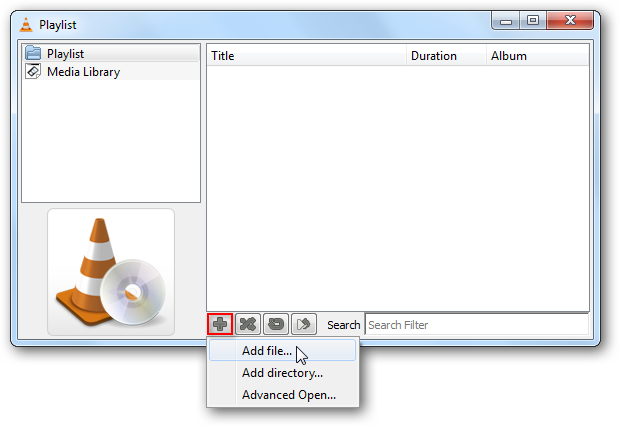 Playlist
Playlist
Media Library
Title Duration Album
Search Search Filter
Add file...
Add directory...
Advanced Open...